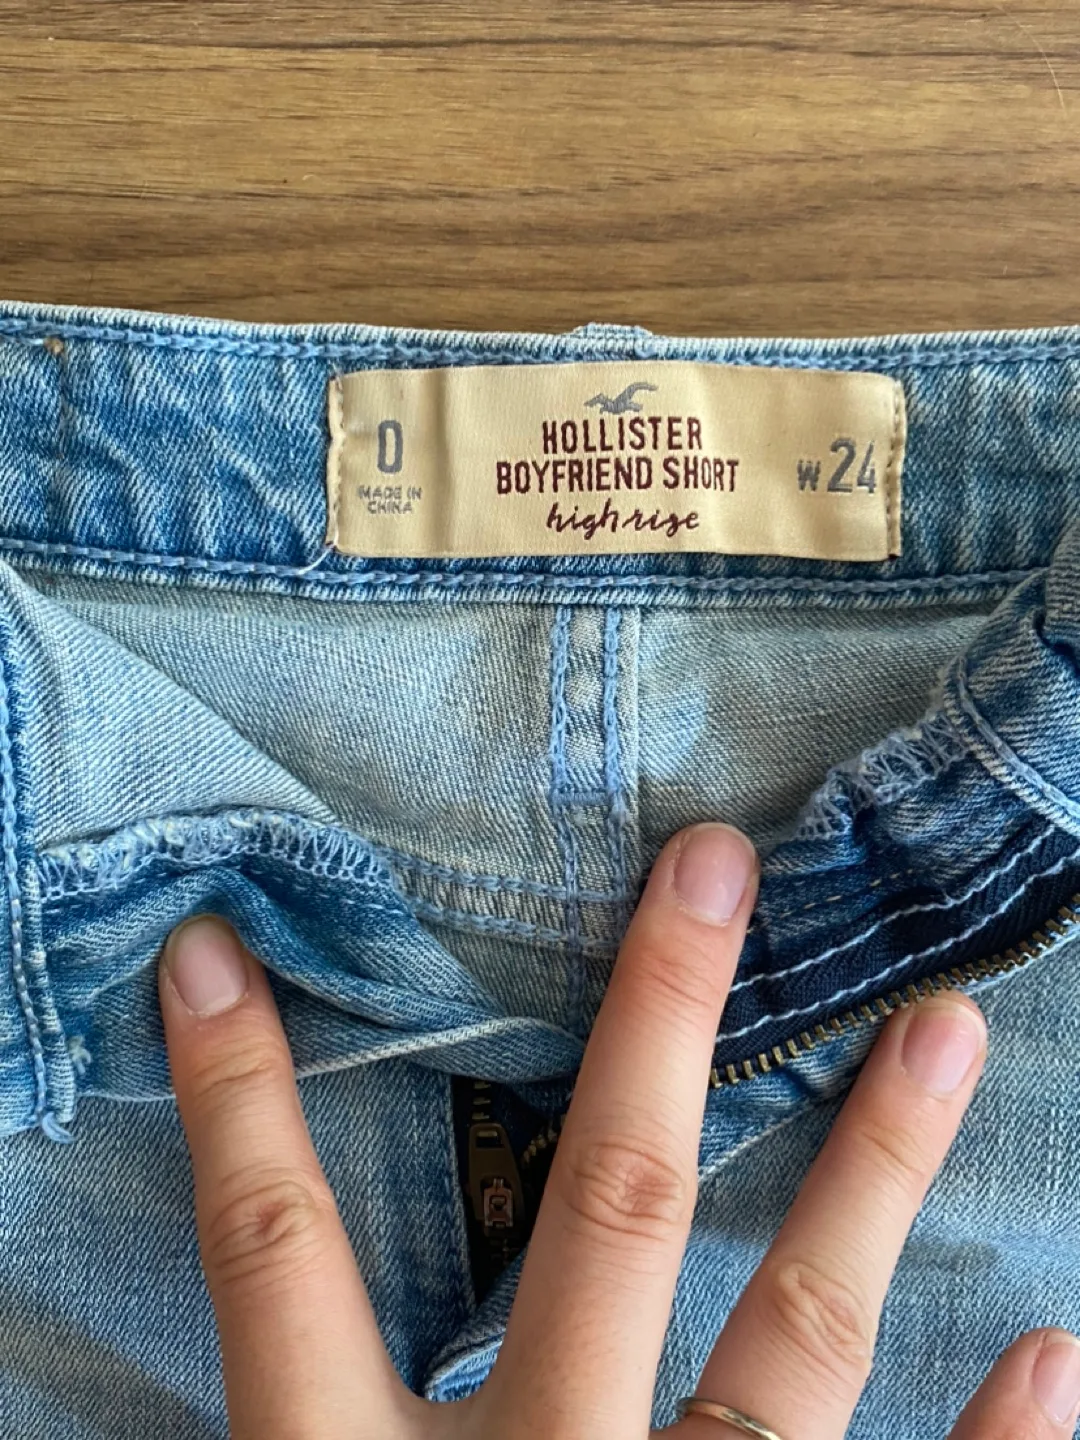 0
MADE IN
CHINA
HOLLISTER
BOYFRIEND SHORT
high rise
W 24